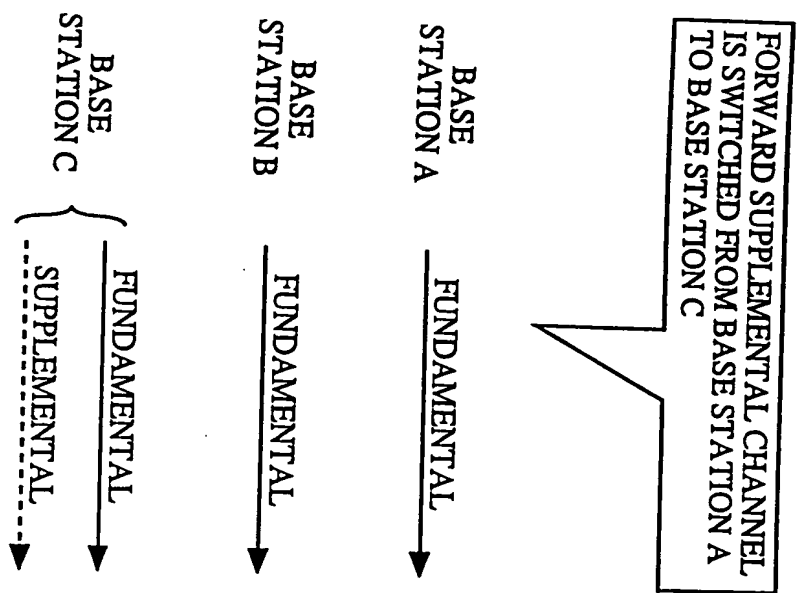 FORWARD SUPPLEMENTAL CHANNEL
IS SWITCHED FROM BASE STATION A
TO BASE STATION C
BASE
STATION A
FUNDAMENTAL
BASE
STATION B
FUNDAMENTAL
BASE
STATION C
FUNDAMENTAL
SUPPLEMENTAL